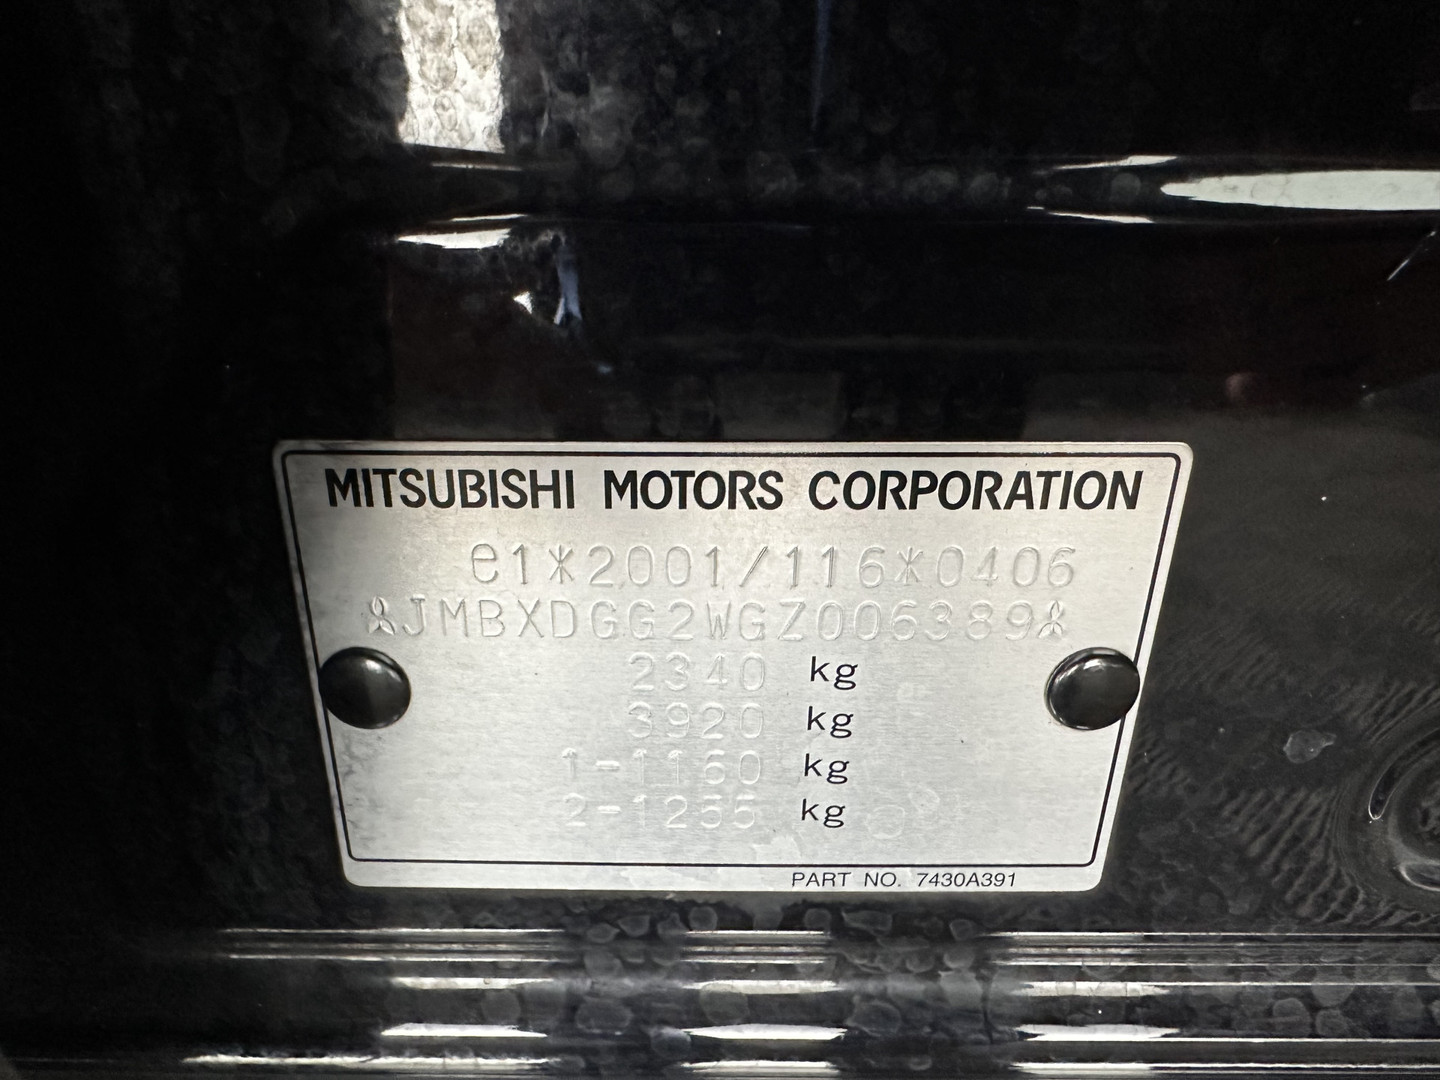 MITSUBISHI MOTORS CORPORATION
e1*2001/116*0406
JMBXDGG2WGZ006389
2340 kg
3920 kg
1-1160 kg
2-1255 kg
PART NO. 7430A391